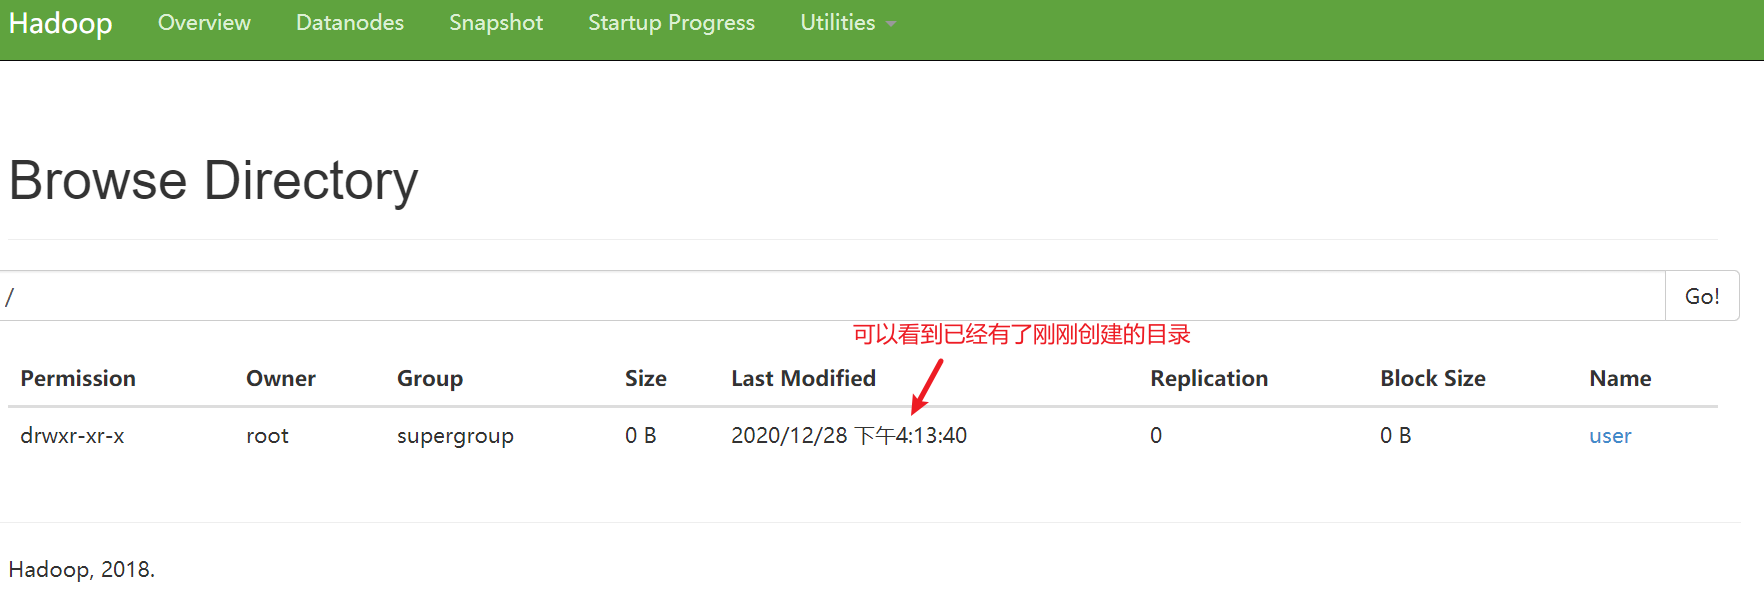 Hadoop Overview Datanodes Snapshot Startup Progress Utilities
Browse Directory
/ Go!
可以看到已经有了刚刚创建的目录
Permission Owner Group Size Last Modified Replication Block Size Name
drwxr-xr-x root supergroup 0 B 2020/12/28 下午4:13:40 0 0 B user
Hadoop, 2018.